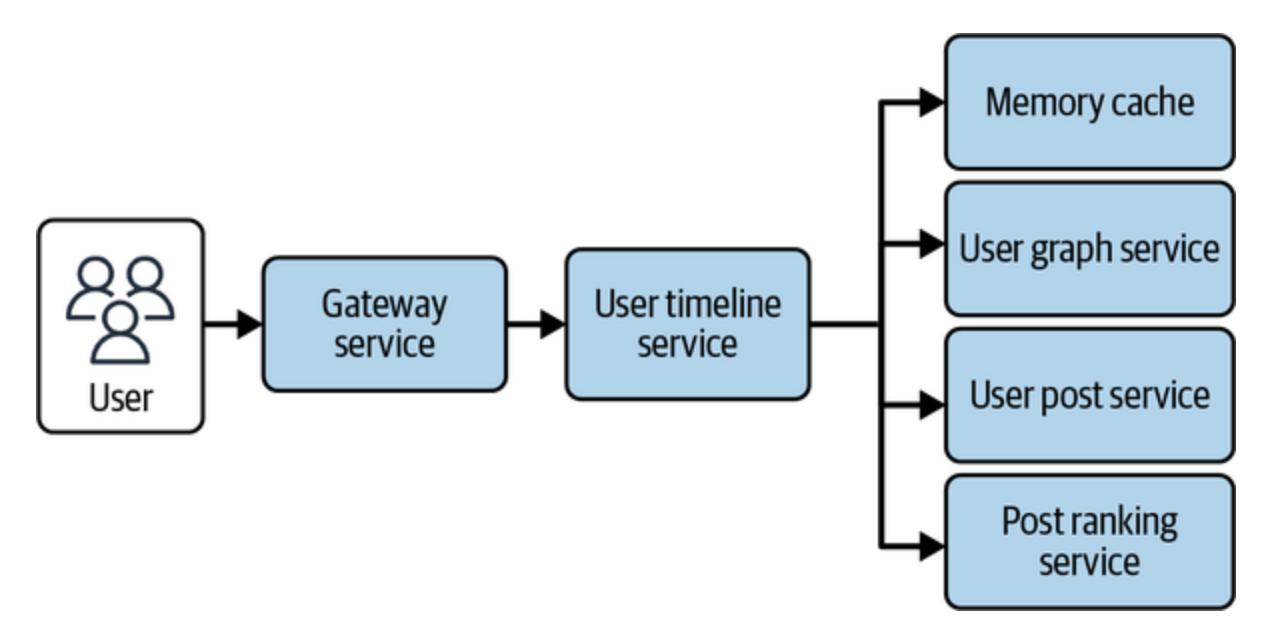 User
Gateway
service
User timeline
service
Memory cache
User graph service
User post service
Post ranking
service